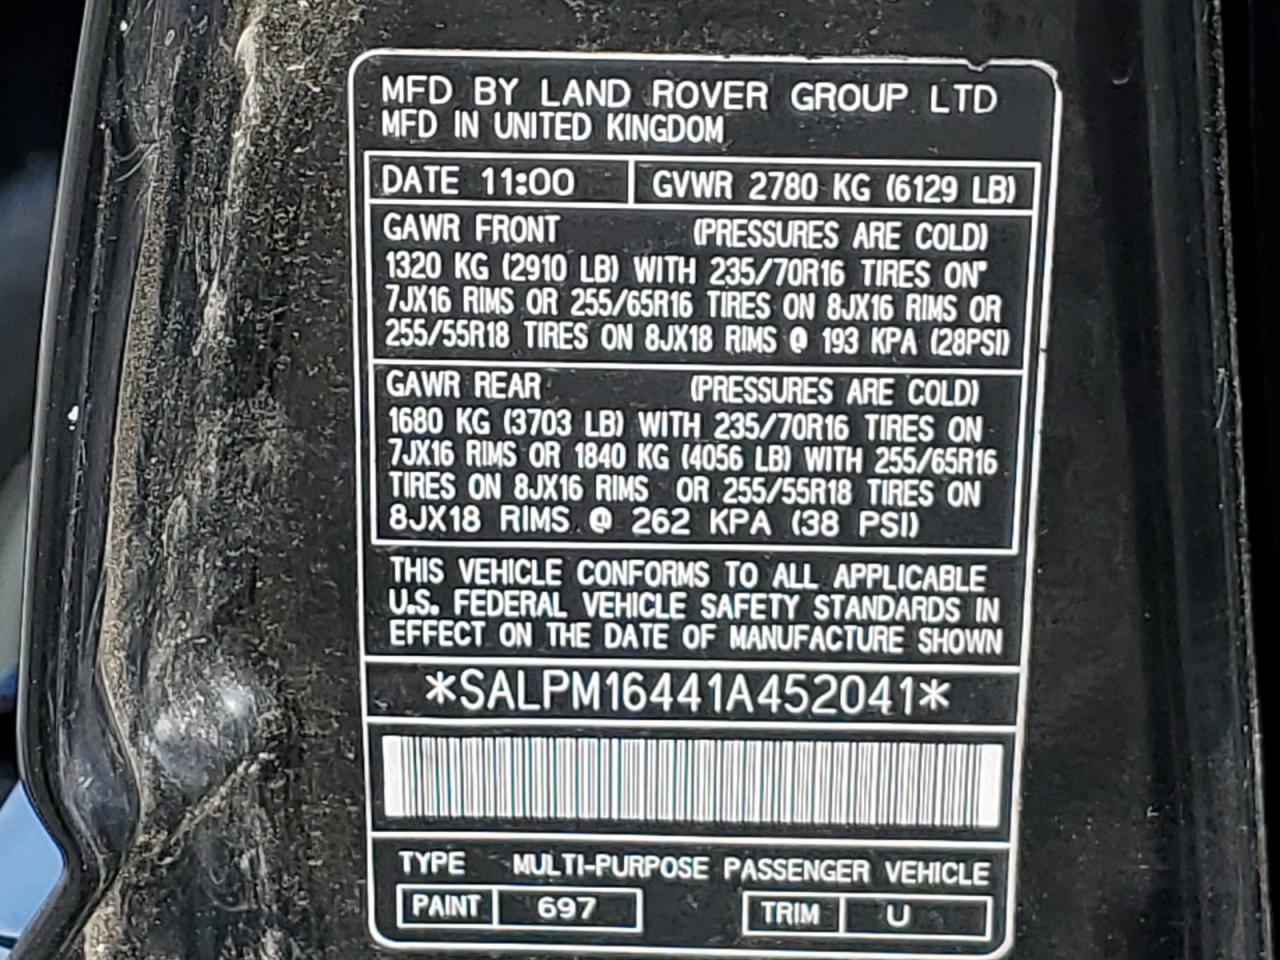 MFD BY LAND ROVER GROUP LTD
MFD IN UNITED KINGDOM
DATE 11:00 GVWR 2780 KG (6129 LB)
GAWR FRONT (PRESSURES ARE COLD)
1320 KG (2910 LB) WITH 235/70R16 TIRES ON
7JX16 RIMS OR 255/65R16 TIRES ON 8JX16 RIMS OR
255/55R18 TIRES ON 8JX18 RIMS @ 193 KPA (28PSI)
GAWR REAR (PRESSURES ARE COLD)
1680 KG (3703 LB) WITH 235/70R16 TIRES ON
7JX16 RIMS OR 1840 KG (4056 LB) WITH 255/65R16
TIRES ON 8JX16 RIMS OR 255/55R18 TIRES ON
8JX18 RIMS @ 262 KPA (38 PSI)
THIS VEHICLE CONFORMS TO ALL APPLICABLE
U.S. FEDERAL VEHICLE SAFETY STANDARDS IN
EFFECT ON THE DATE OF MANUFACTURE SHOWN
*SALPM16441A452041*
TYPE MULTI-PURPOSE PASSENGER VEHICLE
PAINT 697 TRIM U